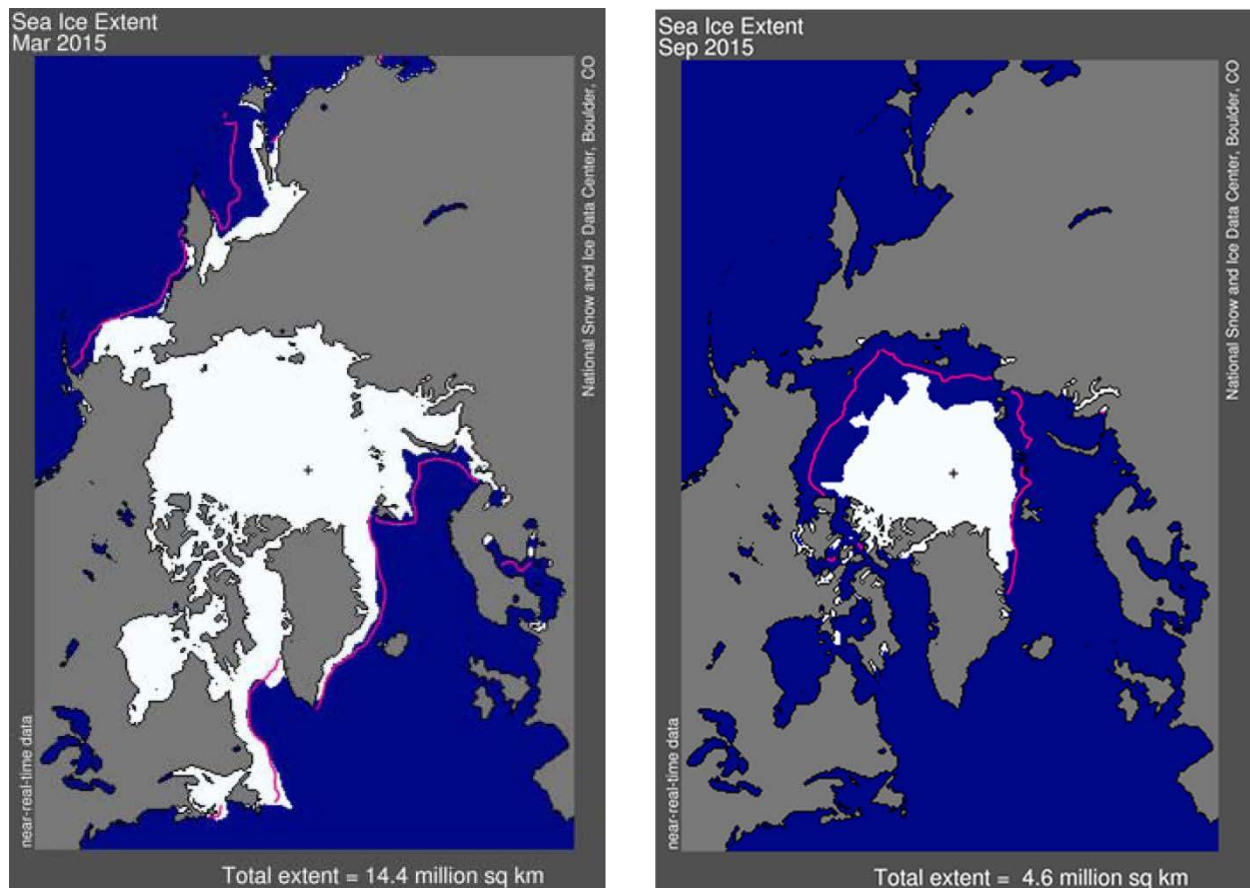 Sea Ice Extent
Mar 2015
National Snow and Ice Data Center, Boulder, CO
near-real-time data
Total extent = 14.4 million sq km
Sea Ice Extent
Sep 2015
National Snow and Ice Data Center, Boulder, CO
near-real-time data
Total extent = 4.6 million sq km